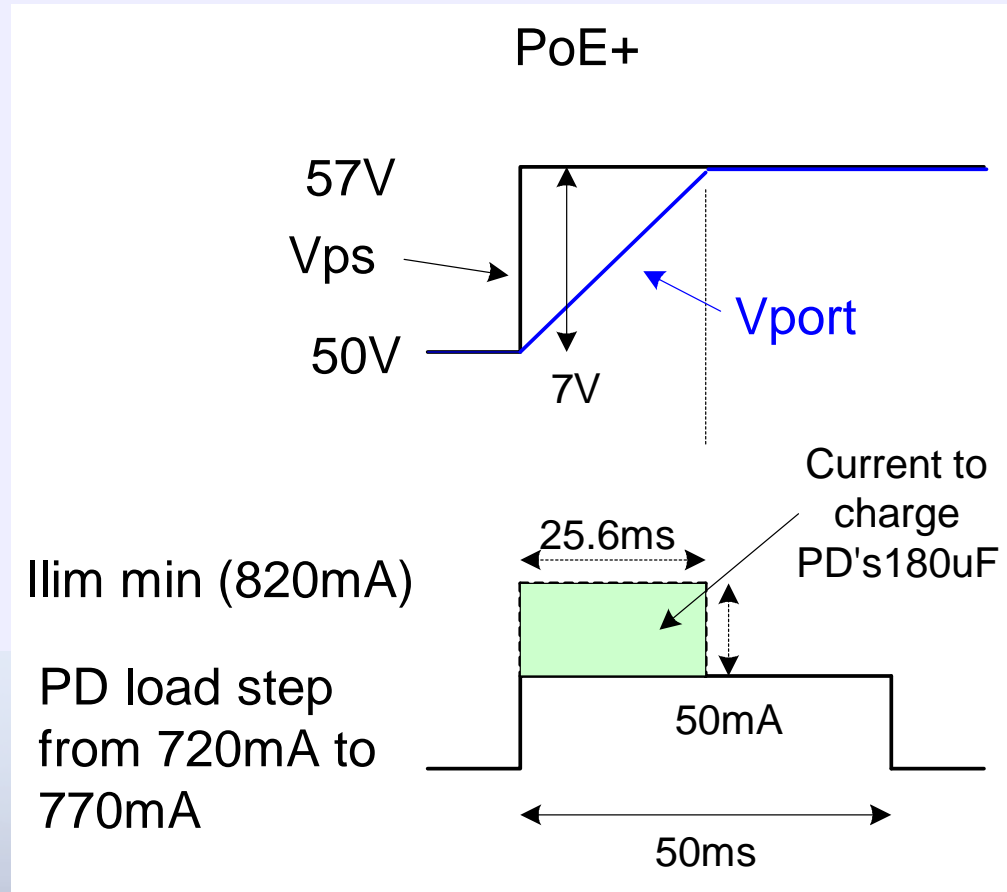 PoE+
57V
Vps
50V
7V
Vport
Current to
charge
PD's180uF
25.6ms
Ilim min (820mA)
PD load step
from 720mA to
770mA
50mA
50ms